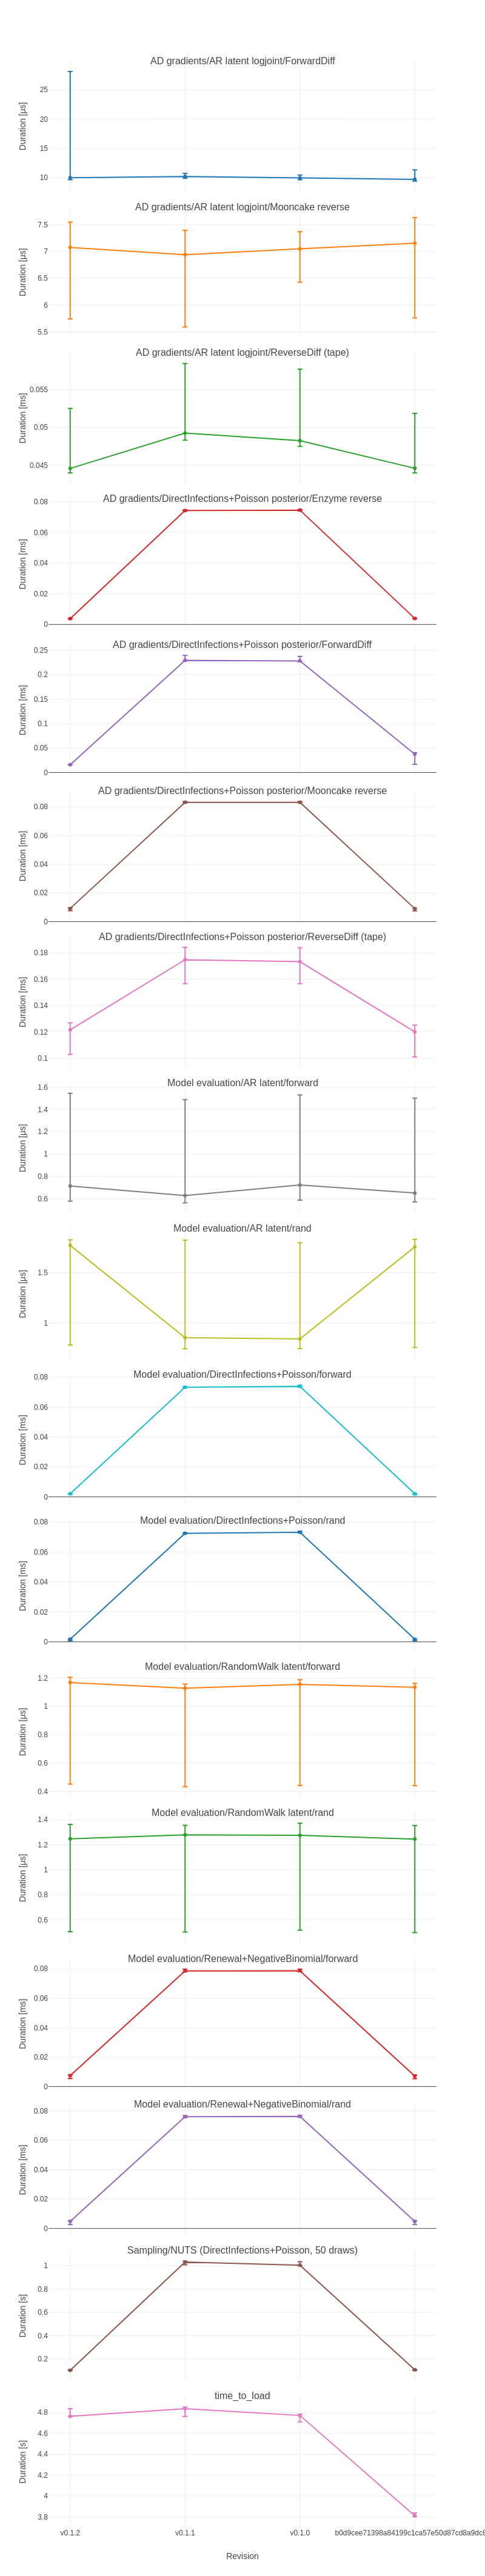 AD gradients/AR latent logjoint/ForwardDiff
Duration [µs]
25
20
15
10
AD gradients/AR latent logjoint/Mooncake reverse
Duration [µs]
7.5
7
6.5
6
5.5
AD gradients/AR latent logjoint/ReverseDiff (tape)
Duration [ms]
0.055
0.05
0.045
AD gradients/DirectInfections+Poisson posterior/Enzyme reverse
Duration [ms]
0.08
0.06
0.04
0.02
0
AD gradients/DirectInfections+Poisson posterior/ForwardDiff
Duration [ms]
0.25
0.2
0.15
0.1
0.05
0
AD gradients/DirectInfections+Poisson posterior/Mooncake reverse
Duration [ms]
0.08
0.06
0.04
0.02
0
AD gradients/DirectInfections+Poisson posterior/ReverseDiff (tape)
Duration [ms]
0.18
0.16
0.14
0.12
0.1
Model evaluation/AR latent/forward
Duration [µs]
1.6
1.4
1.2
1
0.8
0.6
Model evaluation/AR latent/rand
Duration [µs]
1.5
1
Model evaluation/DirectInfections+Poisson/forward
Duration [ms]
0.08
0.06
0.04
0.02
0
Model evaluation/DirectInfections+Poisson/rand
Duration [ms]
0.08
0.06
0.04
0.02
0
Model evaluation/RandomWalk latent/forward
Duration [µs]
1.2
1
0.8
0.6
0.4
Model evaluation/RandomWalk latent/rand
Duration [µs]
1.4
1.2
1
0.8
0.6
Model evaluation/Renewal+NegativeBinomial/forward
Duration [ms]
0.08
0.06
0.04
0.02
0
Model evaluation/Renewal+NegativeBinomial/rand
Duration [ms]
0.08
0.06
0.04
0.02
0
Sampling/NUTS (DirectInfections+Poisson, 50 draws)
Duration [s]
1
0.8
0.6
0.4
0.2
time_to_load
Duration [s]
4.8
4.6
4.4
4.2
4
3.8
v0.1.2
v0.1.1
v0.1.0
b0d9cee71398a84199c1ca57e50d87cd8a9dc8
Revision